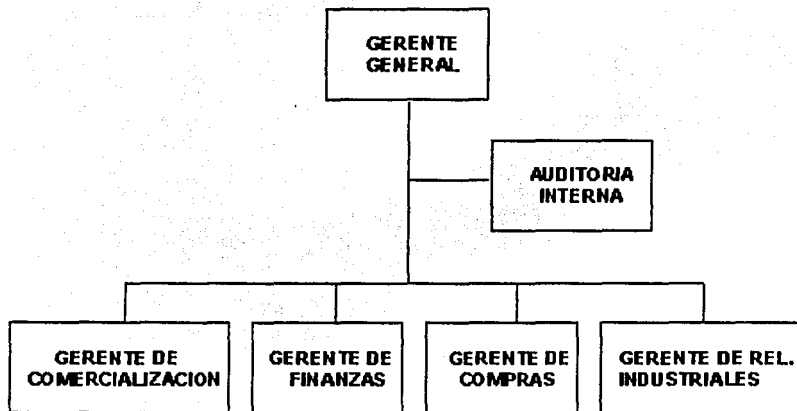 GERENTE
GENERAL
AUDITORIA
INTERNA
GERENTE DE
COMERCIALIZACION
GERENTE DE
FINANZAS
GERENTE DE
COMPRAS
GERENTE DE REL.
INDUSTRIALES